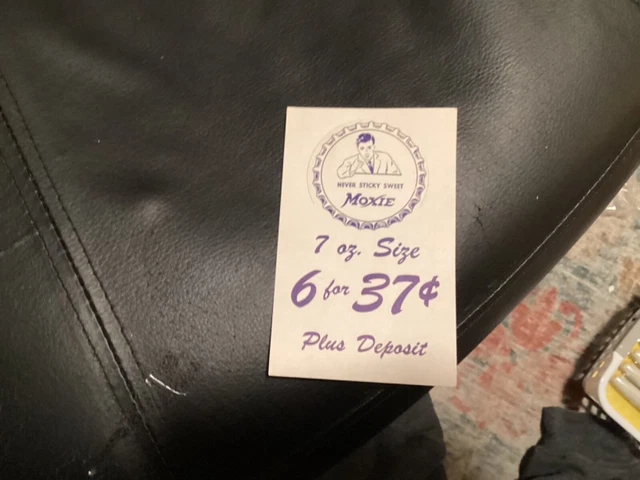 NEVER STICKY SWEET
MOXIE
7 oz. Size
6 for 37¢
Plus Deposit